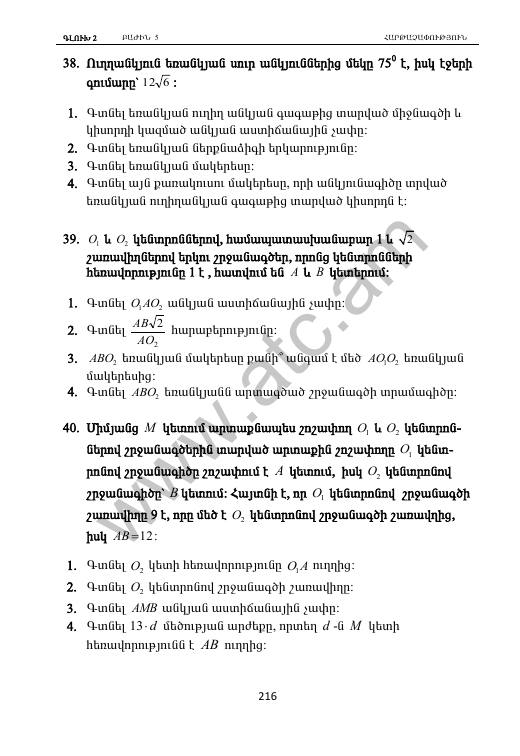 ԳԼՈՒԽ 2 ԲԱԺԻՆ 5 ՀԱՐԹԱՉԱՓՈՒԹՅՈՒՆ
38. Ուղղանկյուն եռանկյան սուր անկյուններից մեկը 75⁰ է, իսկ էջերի
գումարը՝ 12√6 :
1. Գտնել եռանկյան ուղիղ անկյան գագաթից տարված միջնագծի և
կիսորդի կազմած անկյան աստիճանային չափը:
2. Գտնել եռանկյան ներքնաձիգի երկարությունը:
3. Գտնել եռանկյան մակերեսը:
4. Գտնել այն քառակուսու մակերեսը, որի անկյունագիծը տրված
եռանկյան ուղիղանկյան գագաթից տարված կիսորդն է:
39. O₁ և O₂ կենտրոններով, համապատասխանաբար 1 և √2
շառավիղներով երկու շրջանագծեր, որոնց կենտրոնների
հեռավորությունը 1 է , հատվում են A և B կետերում:
1. Գտնել O₁AO₂ անկյան աստիճանային չափը:
2. Գտնել AB√2/AO₂ հարաբերությունը:
3. ABO₂ եռանկյան մակերեսը քանի՞ անգամ է մեծ AO₁O₂ եռանկյան
մակերեսից:
4. Գտնել ABO₂ եռանկյանն արտագծած շրջանագծի տրամագիծը:
40. Միմյանց M կետում արտաքնապես շոշափող O₁ և O₂ կենտրոն-
ներով շրջանագծերին տարված արտաքին շոշափողը O₁ կենտ-
րոնով շրջանագիծը շոշափում է A կետում, իսկ O₂ կենտրոնով
շրջանագիծը՝ B կետում: Հայտնի է, որ O₁ կենտրոնով շրջանագծի
շառավիղը 9 է, որը մեծ է O₂ կենտրոնով շրջանագծի շառավղից,
իսկ AB=12:
1. Գտնել O₂ կետի հեռավորությունը O₁A ուղղից:
2. Գտնել O₂ կենտրոնով շրջանագծի շառավիղը:
3. Գտնել AMB անկյան աստիճանային չափը:
4. Գտնել 13·d մեծության արժեքը, որտեղ d -ն M կետի
հեռավորությունն է AB ուղղից:
www.atc.am
216